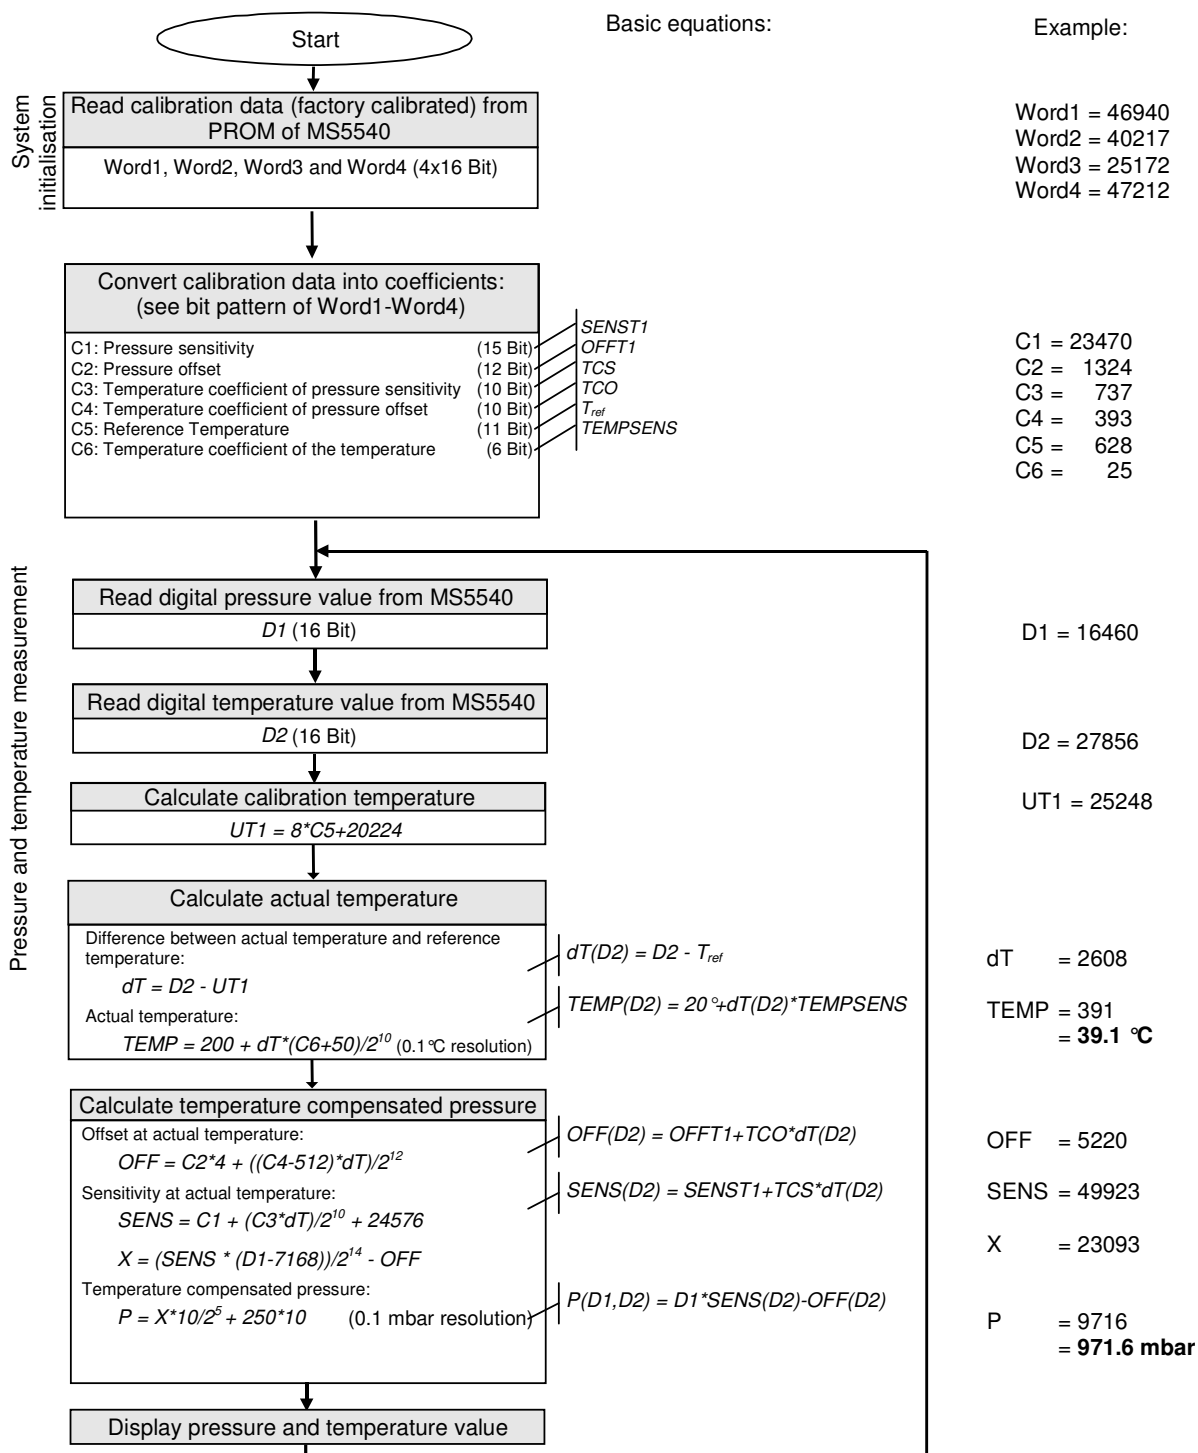 Start
Basic equations:
Example:
System
initialisation
Read calibration data (factory calibrated) from
PROM of MS5540
Word1, Word2, Word3 and Word4 (4x16 Bit)
Word1 = 46940
Word2 = 40217
Word3 = 25172
Word4 = 47212
Convert calibration data into coefficients:
(see bit pattern of Word1-Word4)
C1: Pressure sensitivity (15 Bit)
C2: Pressure offset (12 Bit)
C3: Temperature coefficient of pressure sensitivity (10 Bit)
C4: Temperature coefficient of pressure offset (10 Bit)
C5: Reference Temperature (11 Bit)
C6: Temperature coefficient of the temperature (6 Bit)
SENST1
OFFT1
TCS
TCO
Tref
TEMPSENS
C1 = 23470
C2 = 1324
C3 = 737
C4 = 393
C5 = 628
C6 = 25
Pressure and temperature measurement
Read digital pressure value from MS5540
D1 (16 Bit)
D1 = 16460
Read digital temperature value from MS5540
D2 (16 Bit)
D2 = 27856
Calculate calibration temperature
UT1 = 8*C5+20224
UT1 = 25248
Calculate actual temperature
Difference between actual temperature and reference
temperature:
dT = D2 - UT1
dT(D2) = D2 - Tref
dT = 2608
Actual temperature:
TEMP = 200 + dT*(C6+50)/2^10 (0.1°C resolution)
TEMP(D2) = 20°+dT(D2)*TEMPSENS
TEMP = 391
= 39.1 °C
Calculate temperature compensated pressure
Offset at actual temperature:
OFF = C2*4 + ((C4-512)*dT)/2^12
OFF(D2) = OFFT1+TCO*dT(D2)
OFF = 5220
Sensitivity at actual temperature:
SENS = C1 + (C3*dT)/2^10 + 24576
SENS(D2) = SENST1+TCS*dT(D2)
SENS = 49923
X = (SENS * (D1-7168))/2^14 - OFF
X = 23093
Temperature compensated pressure:
P = X*10/2^5 + 250*10 (0.1 mbar resolution)
P(D1,D2) = D1*SENS(D2)-OFF(D2)
P = 9716
= 971.6 mbar
Display pressure and temperature value